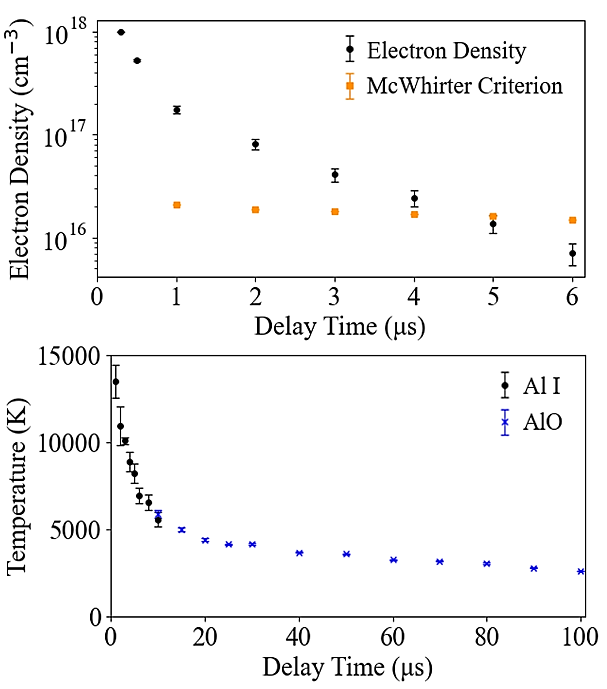 10^18
10^17
10^16
Electron Density (cm⁻³)
Electron Density
McWhirter Criterion
0 1 2 3 4 5 6
Delay Time (μs)
15000
10000
5000
0
Temperature (K)
Al I
AlO
0 20 40 60 80 100
Delay Time (μs)